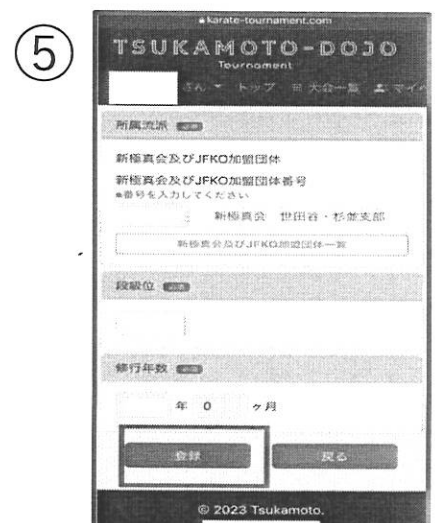 ⑤
karate-tournament.com
TSUKAMOTO-DOJO
Tournament
さん トップ 大会一覧 マイペ
所属流派 必須
新極真会及びJFKO加盟団体
新極真会及びJFKO加盟団体番号
※番号を入力してください
新極真会 世田谷・杉並支部
新極真会及びJFKO加盟団体一覧
段級位 必須
修行年数 必須
年 0 ヶ月
登録 戻る
© 2023 Tsukamoto.